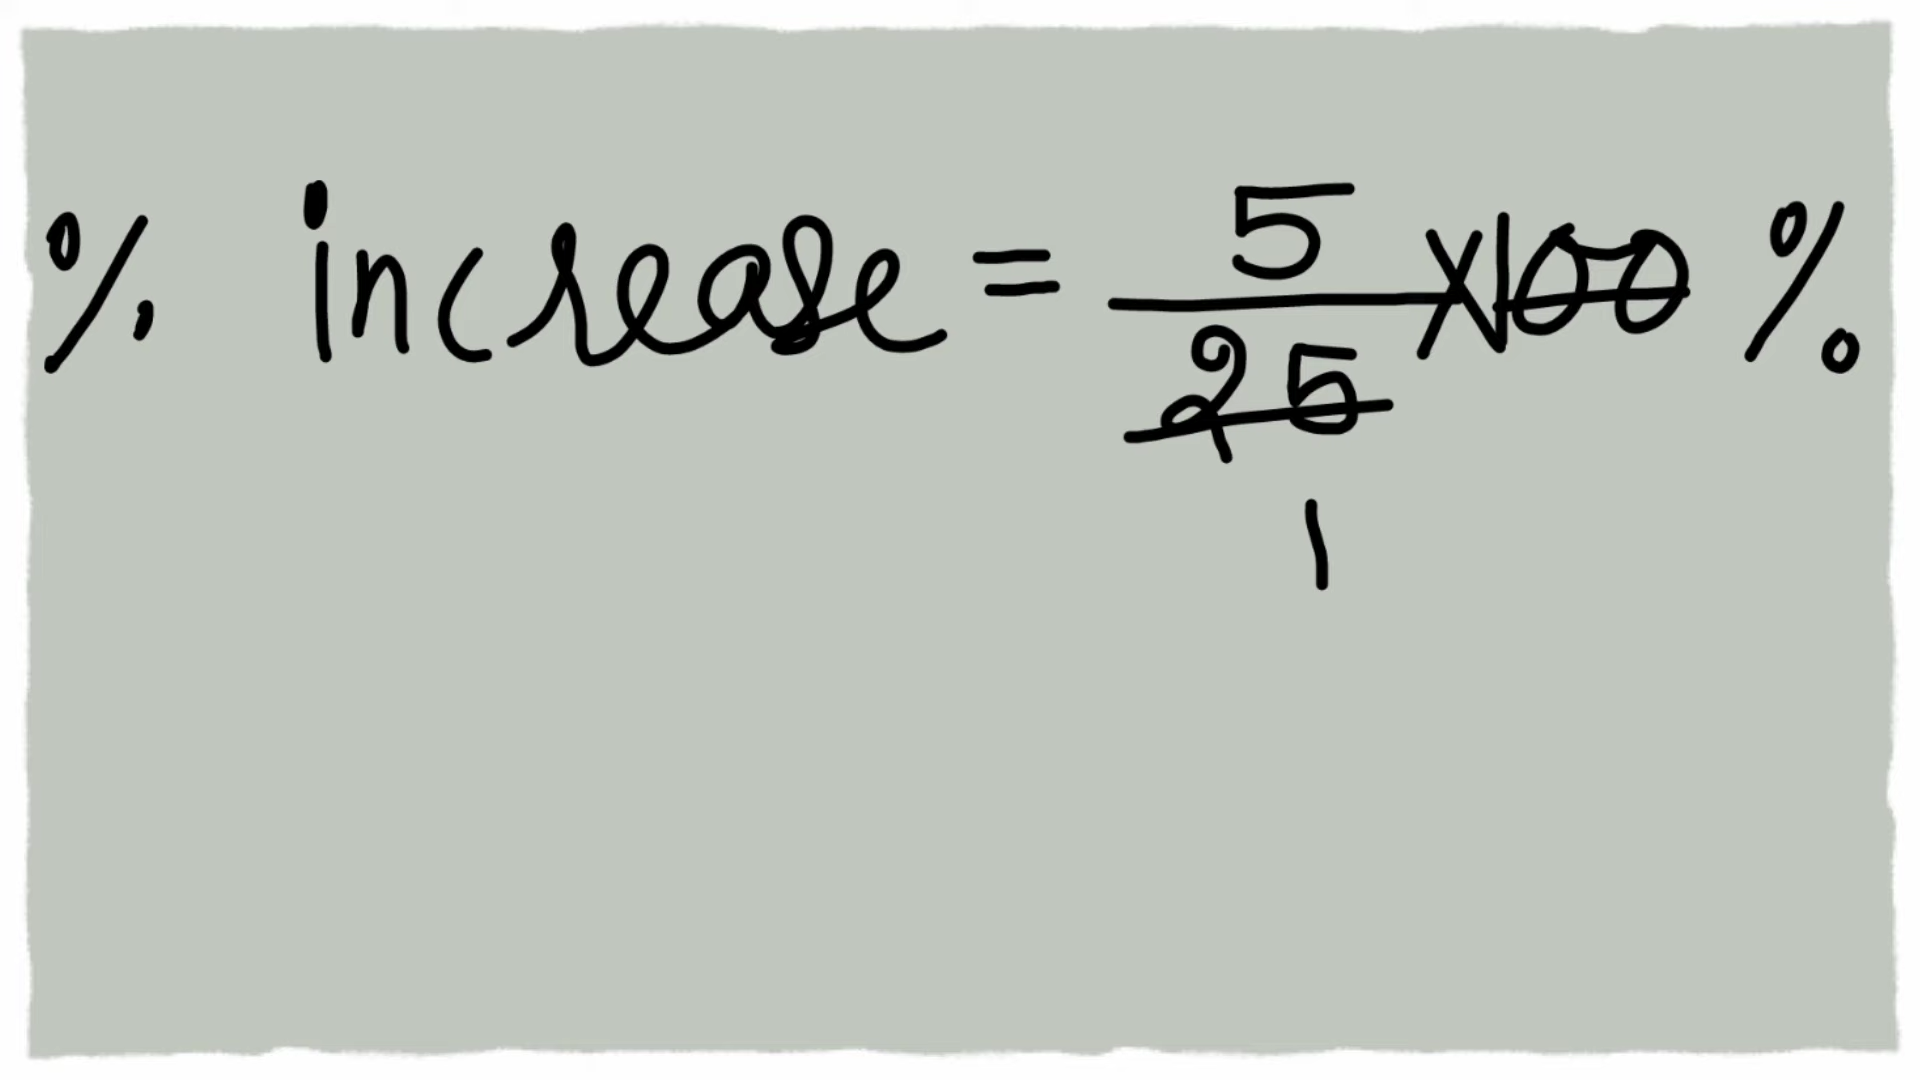 % increase = 5/25 ×100 %
1